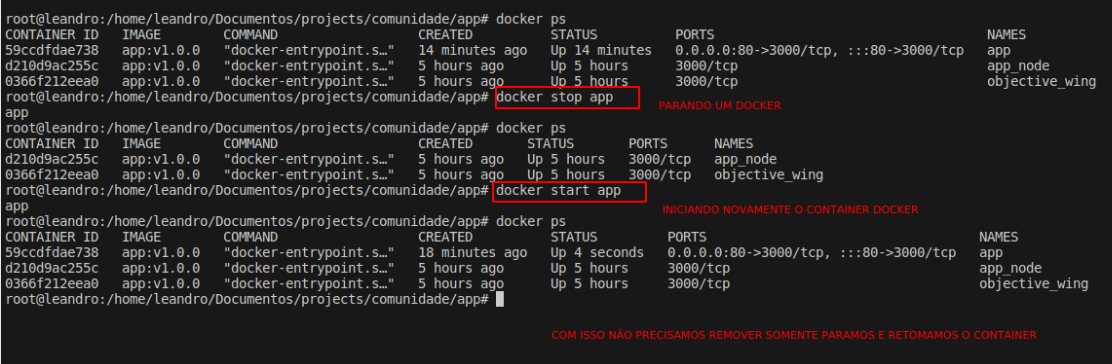 root@leandro:/home/leandro/Documentos/projects/comunidade/app# docker ps
CONTAINER ID IMAGE COMMAND CREATED STATUS PORTS NAMES
59ccdfdae738 app:v1.0.0 "docker-entrypoint.s…" 14 minutes ago Up 14 minutes 0.0.0.0:80->3000/tcp, :::80->3000/tcp app
d210d9ac255c app:v1.0.0 "docker-entrypoint.s…" 5 hours ago Up 5 hours 3000/tcp app_node
0366f212eea0 app:v1.0.0 "docker-entrypoint.s…" 5 hours ago Up 5 hours 3000/tcp objective_wing
root@leandro:/home/leandro/Documentos/projects/comunidade/app# docker stop app PARANDO UM DOCKER
app
root@leandro:/home/leandro/Documentos/projects/comunidade/app# docker ps
CONTAINER ID IMAGE COMMAND CREATED STATUS PORTS NAMES
d210d9ac255c app:v1.0.0 "docker-entrypoint.s…" 5 hours ago Up 5 hours 3000/tcp app_node
0366f212eea0 app:v1.0.0 "docker-entrypoint.s…" 5 hours ago Up 5 hours 3000/tcp objective_wing
root@leandro:/home/leandro/Documentos/projects/comunidade/app# docker start app
app INICIANDO NOVAMENTE O CONTAINER DOCKER
root@leandro:/home/leandro/Documentos/projects/comunidade/app# docker ps
CONTAINER ID IMAGE COMMAND CREATED STATUS PORTS NAMES
59ccdfdae738 app:v1.0.0 "docker-entrypoint.s…" 18 minutes ago Up 4 seconds 0.0.0.0:80->3000/tcp, :::80->3000/tcp app
d210d9ac255c app:v1.0.0 "docker-entrypoint.s…" 5 hours ago Up 5 hours 3000/tcp app_node
0366f212eea0 app:v1.0.0 "docker-entrypoint.s…" 5 hours ago Up 5 hours 3000/tcp objective_wing
root@leandro:/home/leandro/Documentos/projects/comunidade/app#
COM ISSO NÃO PRECISAMOS REMOVER SOMENTE PARAMOS E RETOMAMOS O CONTAINER